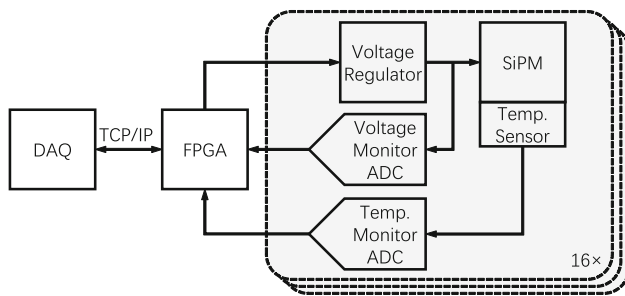 Voltage
Regulator
SiPM
Temp.
Sensor
DAQ
TCP/IP
FPGA
Voltage
Monitor
ADC
Temp.
Monitor
ADC
16×